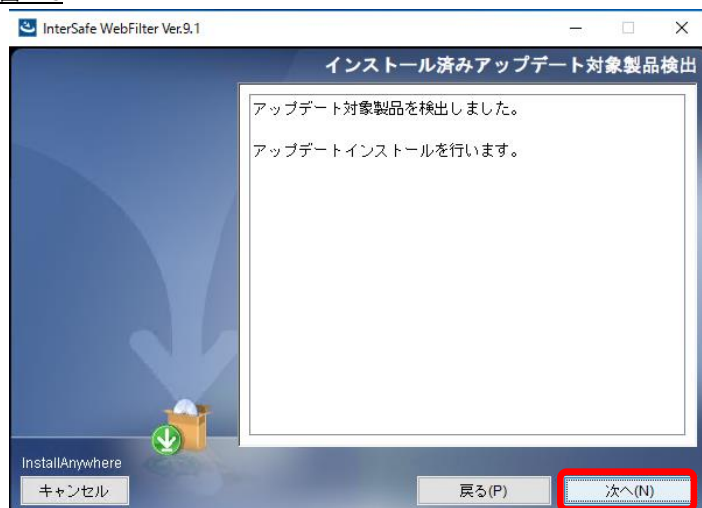 InterSafe WebFilter Ver.9.1
インストール済みアップデート対象製品検出
アップデート対象製品を検出しました。
アップデートインストールを行います。
InstallAnywhere
キャンセル
戻る(P)
次へ(N)